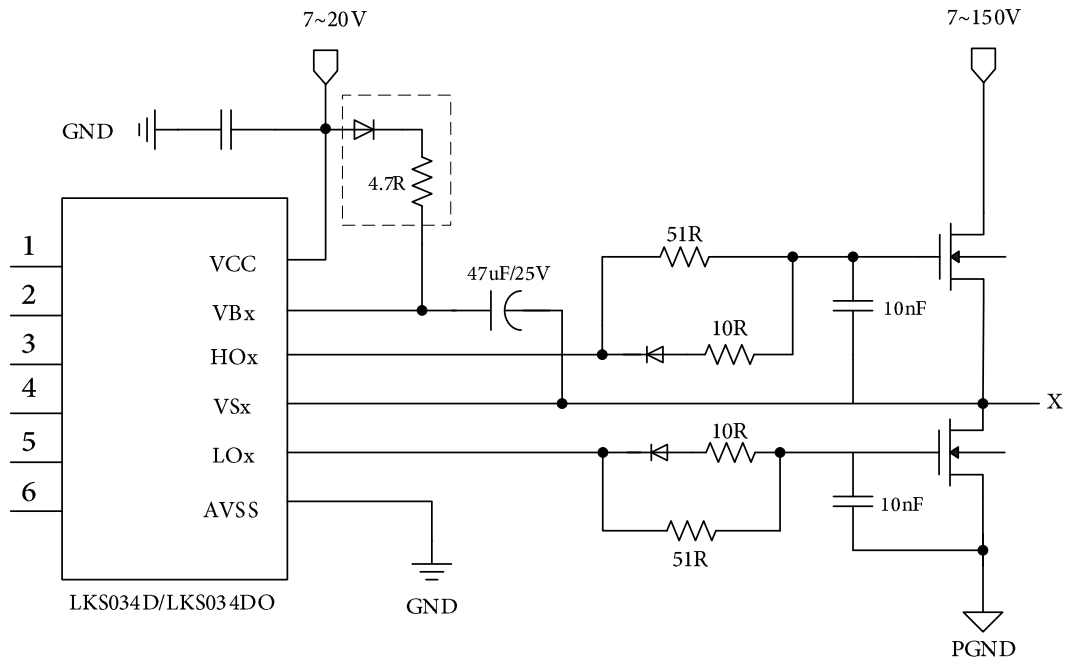 7~20V
7~150V
GND
4.7R
1
2
3
4
5
6
VCC
VBx
HOx
VSx
LOx
AVSS
47uF/25V
51R
10R
10nF
X
10R
51R
10nF
LKS034D/LKS034DO
GND
PGND